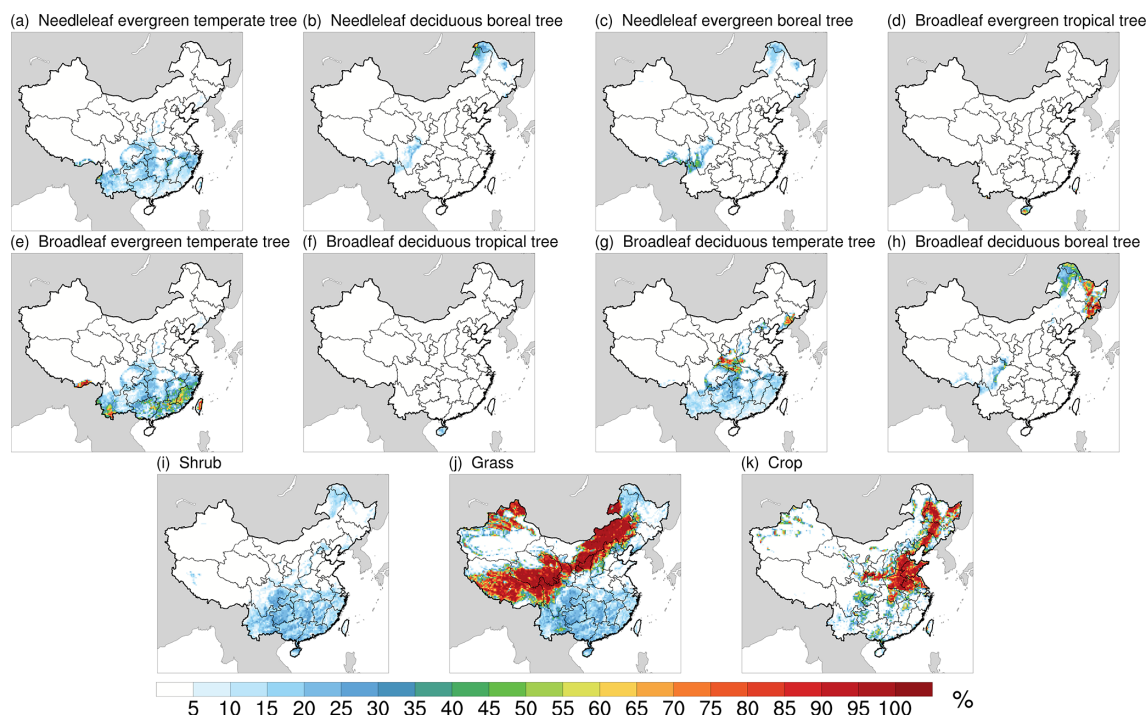 (a) Needleleaf evergreen temperate tree
(b) Needleleaf deciduous boreal tree
(c) Needleleaf evergreen boreal tree
(d) Broadleaf evergreen tropical tree
(e) Broadleaf evergreen temperate tree
(f) Broadleaf deciduous tropical tree
(g) Broadleaf deciduous temperate tree
(h) Broadleaf deciduous boreal tree
(i) Shrub
(j) Grass
(k) Crop
5 10 15 20 25 30 35 40 45 50 55 60 65 70 75 80 85 90 95 100 %